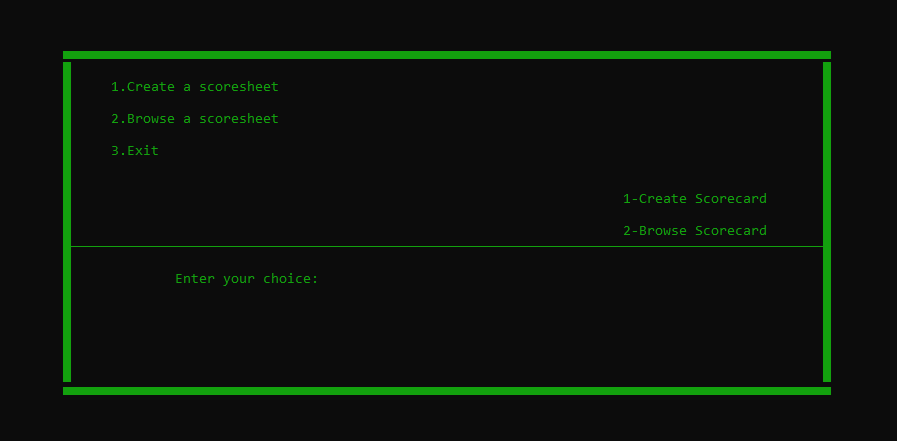 1.Create a scoresheet
2.Browse a scoresheet
3.Exit
1-Create Scorecard
2-Browse Scorecard
Enter your choice: